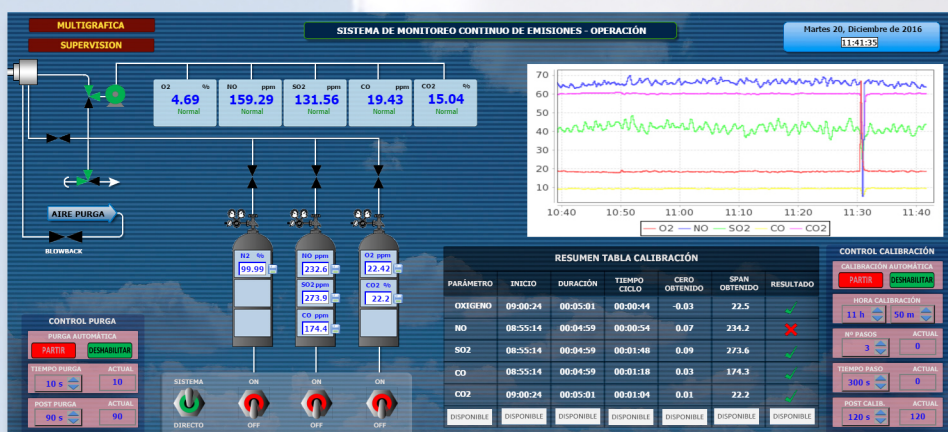 MULTIGRAFICA
SUPERVISION
SISTEMA DE MONITOREO CONTINUO DE EMISIONES - OPERACIÓN
Martes 20, Diciembre de 2016
11:41:35
O2 %
4.69
Normal
NO ppm
159.29
Normal
SO2 ppm
131.56
Normal
CO ppm
19.43
Normal
CO2 %
15.04
Normal
70
60
50
40
30
20
10
10:40 10:50 11:00 11:10 11:20 11:30 11:40
O2 NO SO2 CO CO2
AIRE PURGA
BLOWBACK
N2 %
99.99
NO ppm
232.6
SO2 ppm
273.9
CO ppm
174.4
O2 ppm
22.42
CO2 %
22.2
CONTROL PURGA
PURGA AUTOMÁTICA
PARTIR DESHABILITAR
TIEMPO PURGA ACTUAL
10 s 10
POST PURGA ACTUAL
90 s 90
SISTEMA ON ON ON
DIRECTO OFF OFF OFF
RESUMEN TABLA CALIBRACIÓN
PARÁMETRO INICIO DURACIÓN TIEMPO CICLO CERO OBTENIDO SPAN OBTENIDO RESULTADO
OXIGENO 09:00:24 00:05:01 00:00:44 -0.03 22.5
NO 08:55:14 00:04:59 00:00:54 0.07 234.2
SO2 08:55:14 00:04:59 00:01:48 0.09 273.6
CO 08:55:14 00:04:59 00:01:18 0.03 174.3
CO2 09:00:24 00:05:01 00:01:04 0.01 22.2
DISPONIBLE DISPONIBLE DISPONIBLE DISPONIBLE DISPONIBLE DISPONIBLE DISPONIBLE
CONTROL CALIBRACIÓN
CALIBRACIÓN AUTOMÁTICA
PARTIR DESHABILITAR
HORA CALIBRACIÓN
11 h 50 m
Nº PASOS ACTUAL
3 0
TIEMPO PASO ACTUAL
300 s 0
POST CALIB. ACTUAL
120 s 120